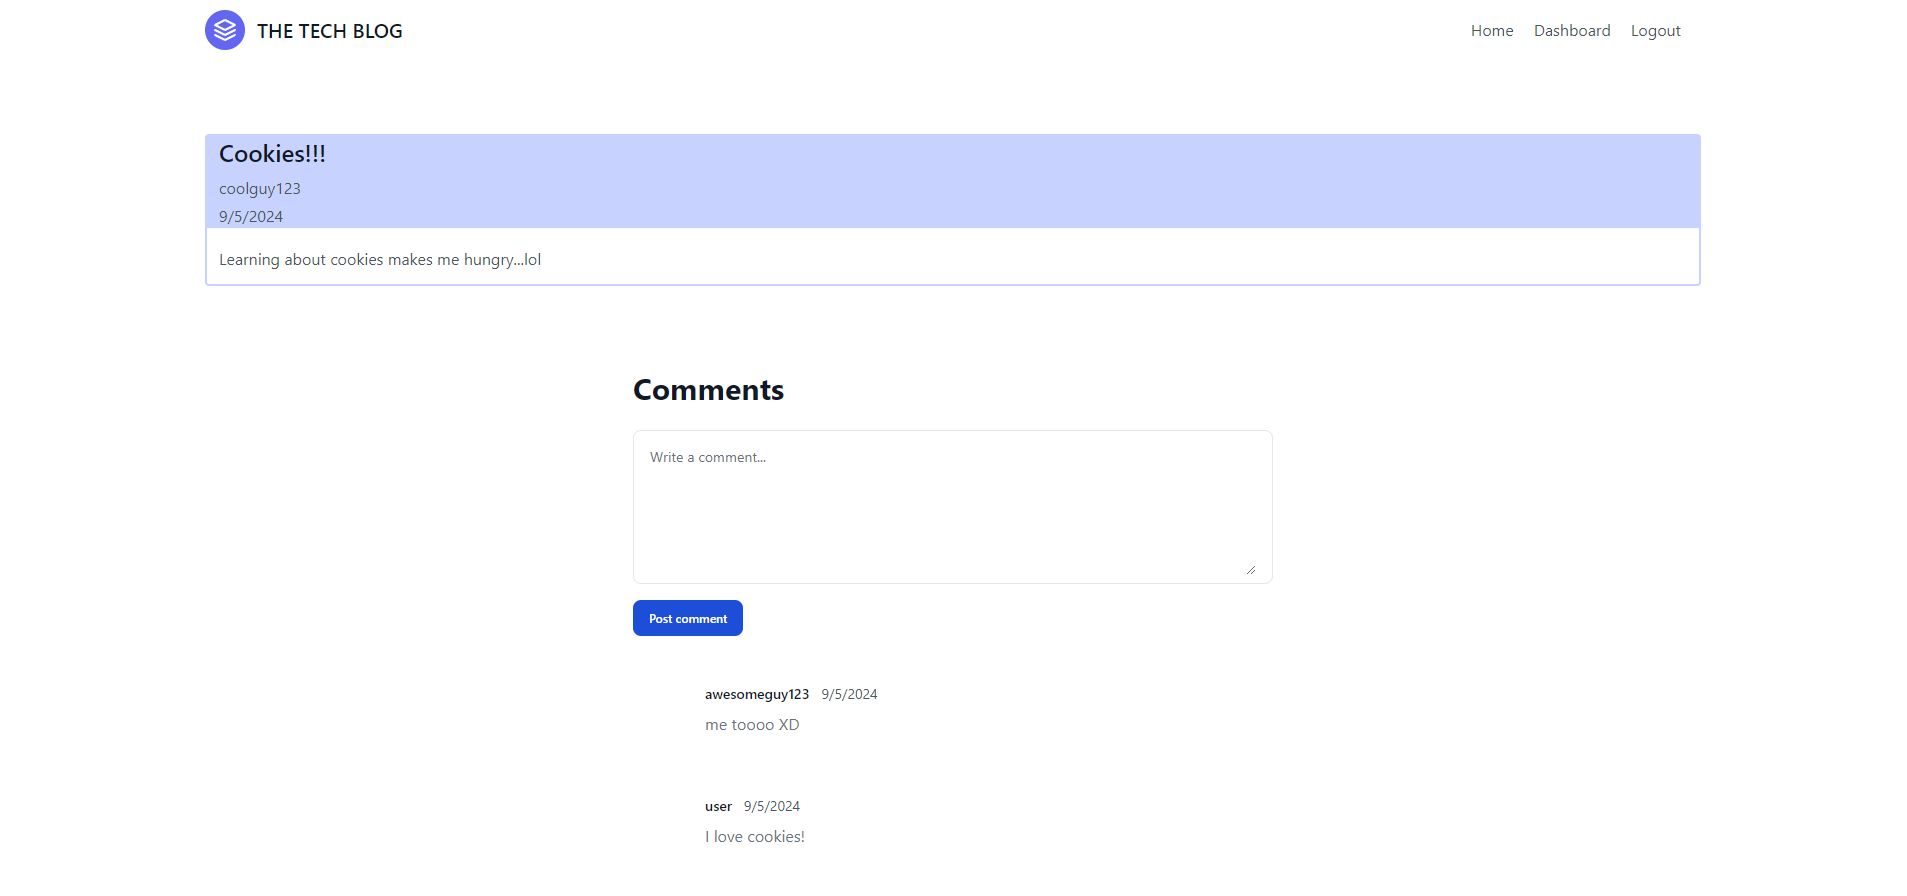 THE TECH BLOG
Home Dashboard Logout
Cookies!!!
coolguy123
9/5/2024
Learning about cookies makes me hungry...lol
Comments
Write a comment...
Post comment
awesomeguy123 9/5/2024
me toooo XD
user 9/5/2024
I love cookies!